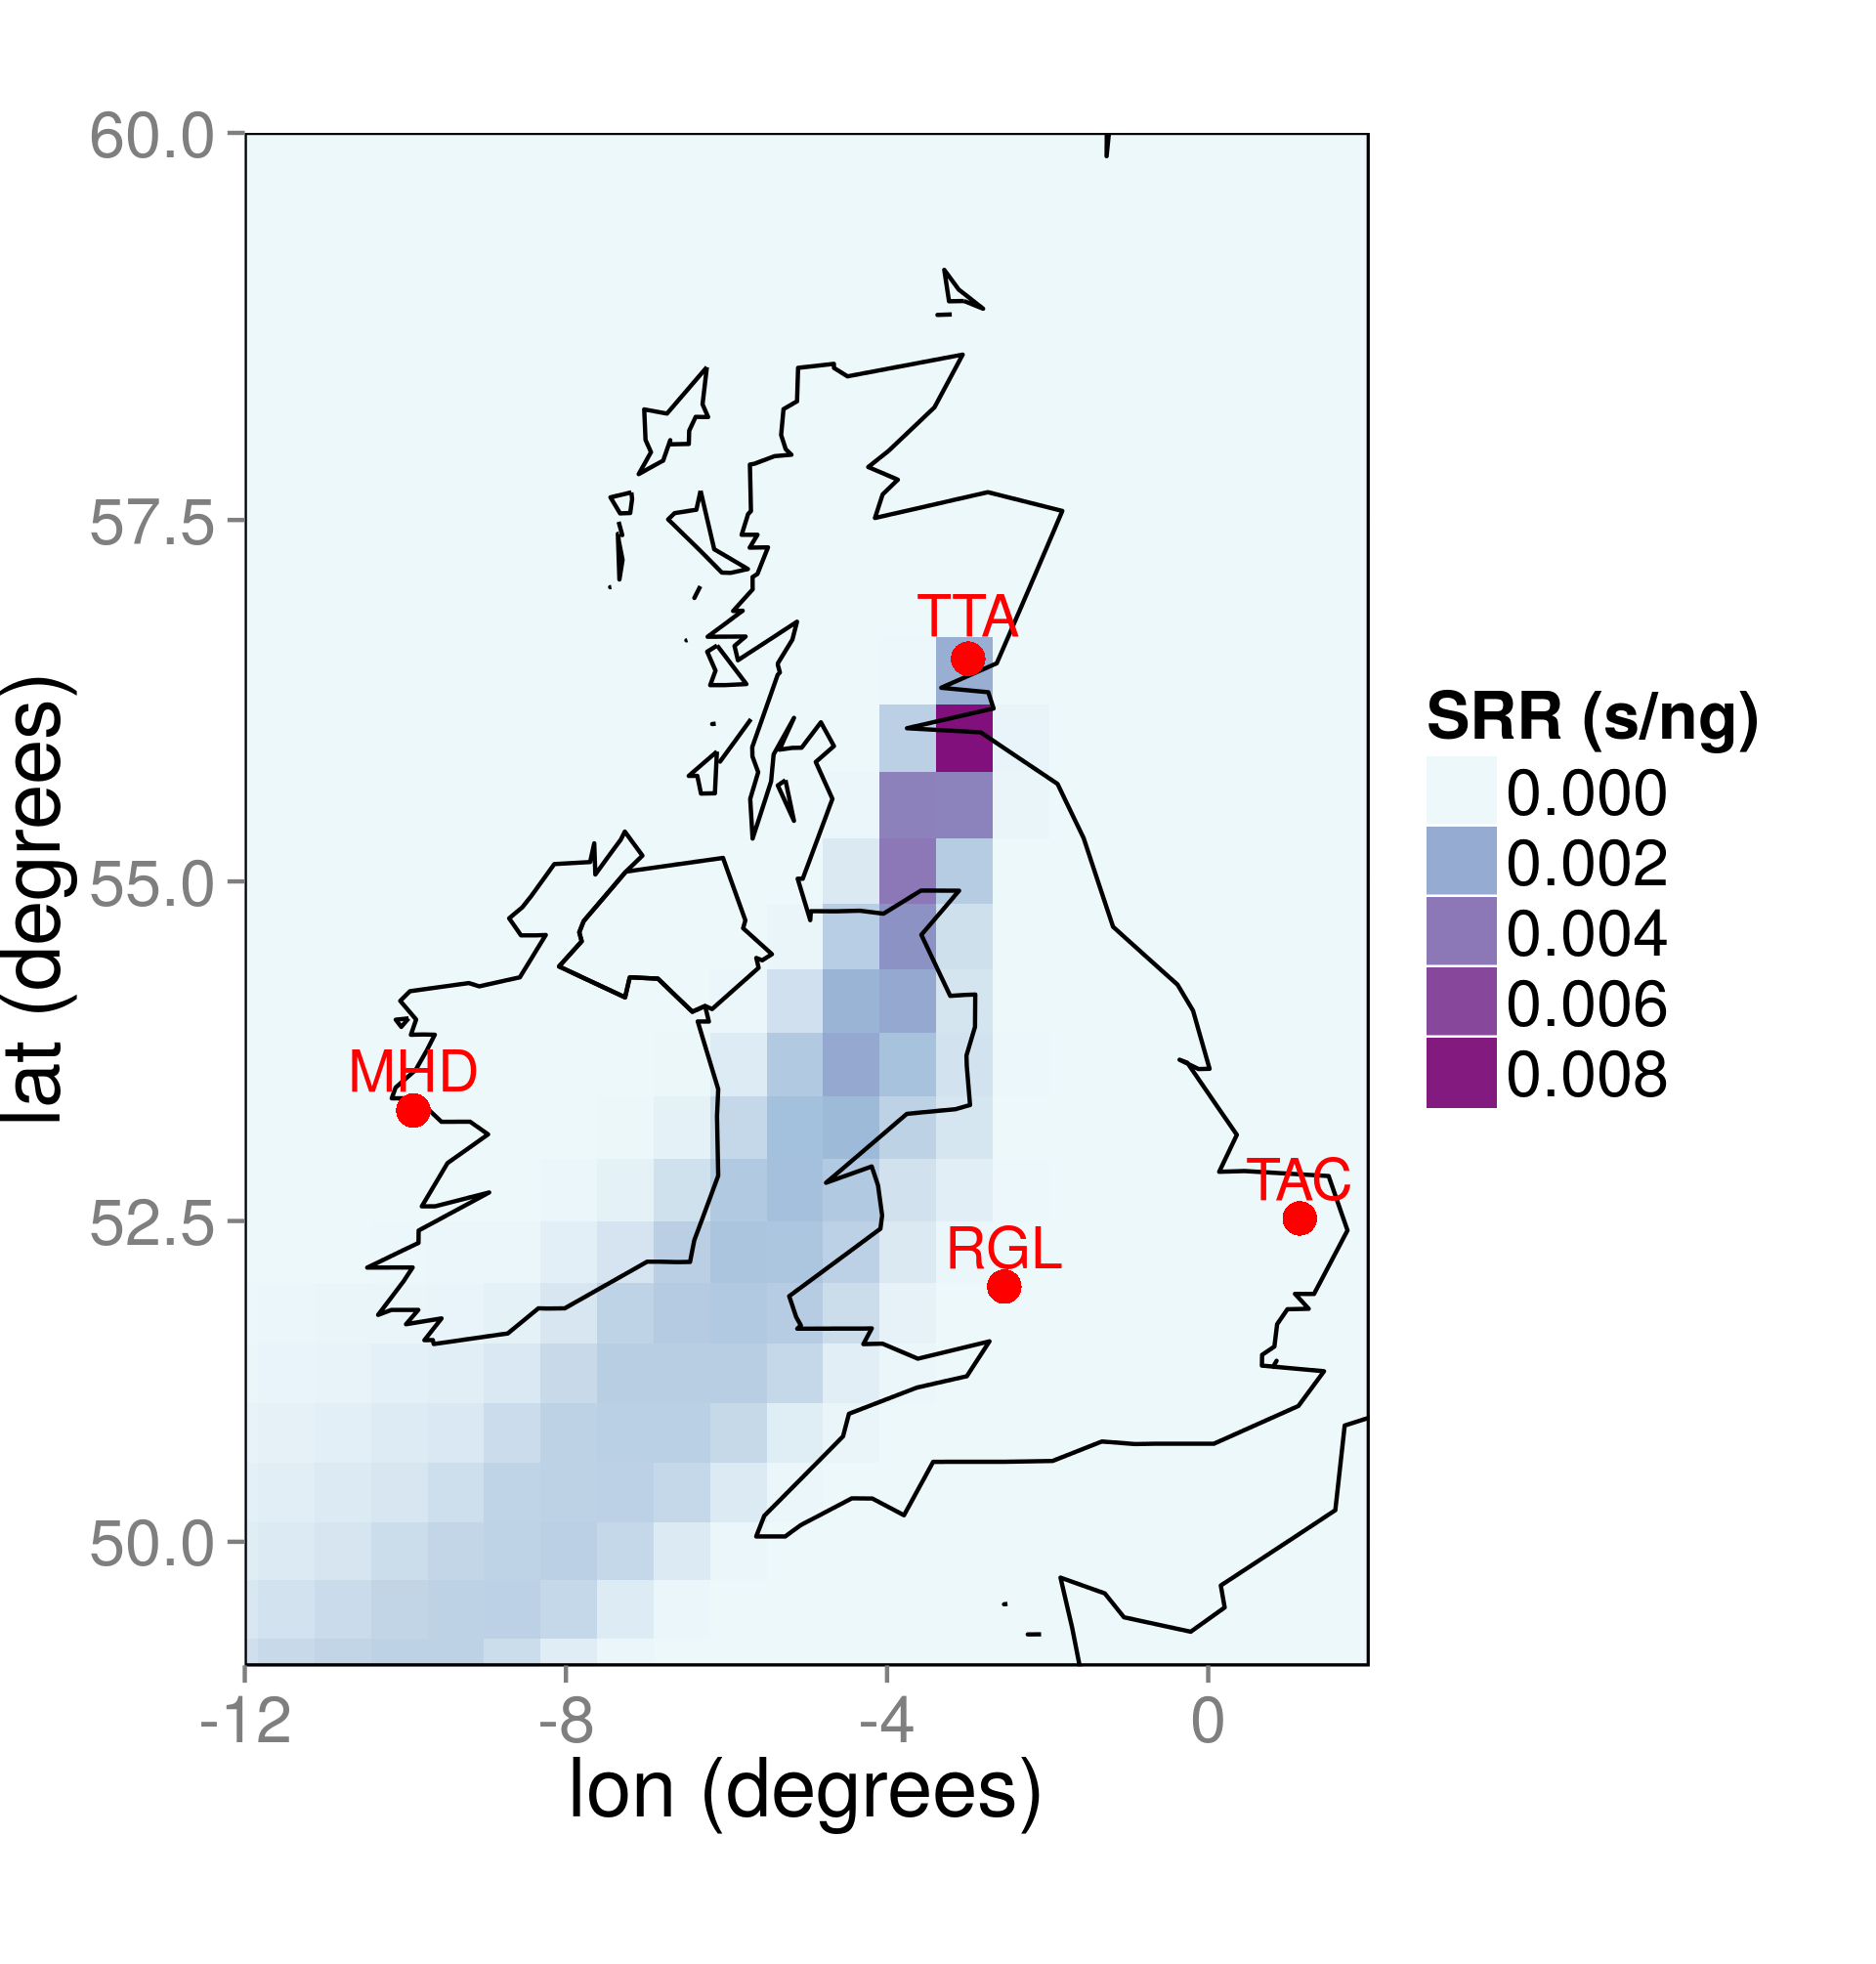 60.0
57.5
55.0
52.5
50.0
lat (degrees)
-12
-8
-4
0
lon (degrees)
TTA
MHD
TAC
RGL
SRR (s/ng)
0.000
0.002
0.004
0.006
0.008